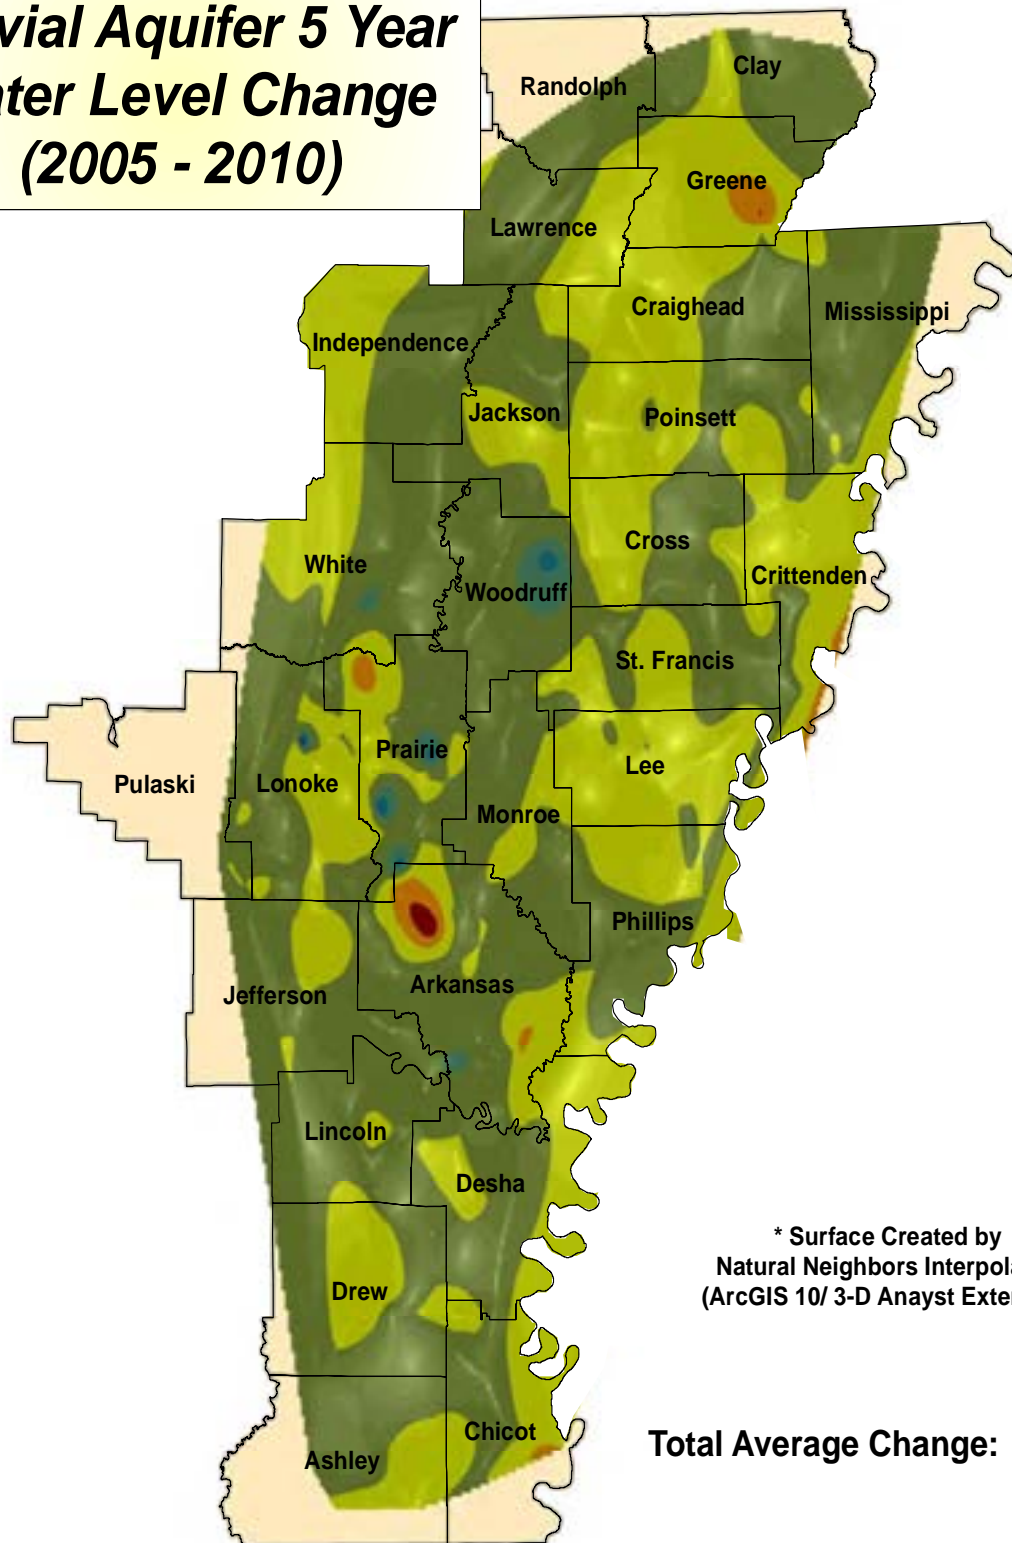 vial Aquifer 5 Year
ter Level Change
(2005 - 2010)
Randolph
Clay
Greene
Lawrence
Craighead
Mississippi
Independence
Jackson
Poinsett
White
Woodruff
Cross
Crittenden
St. Francis
Pulaski
Lonoke
Prairie
Lee
Monroe
Phillips
Jefferson
Arkansas
Lincoln
Desha
* Surface Created by
Natural Neighbors Interpola
(ArcGIS 10/ 3-D Anayst Exte
Drew
Chicot
Total Average Change:
Ashley